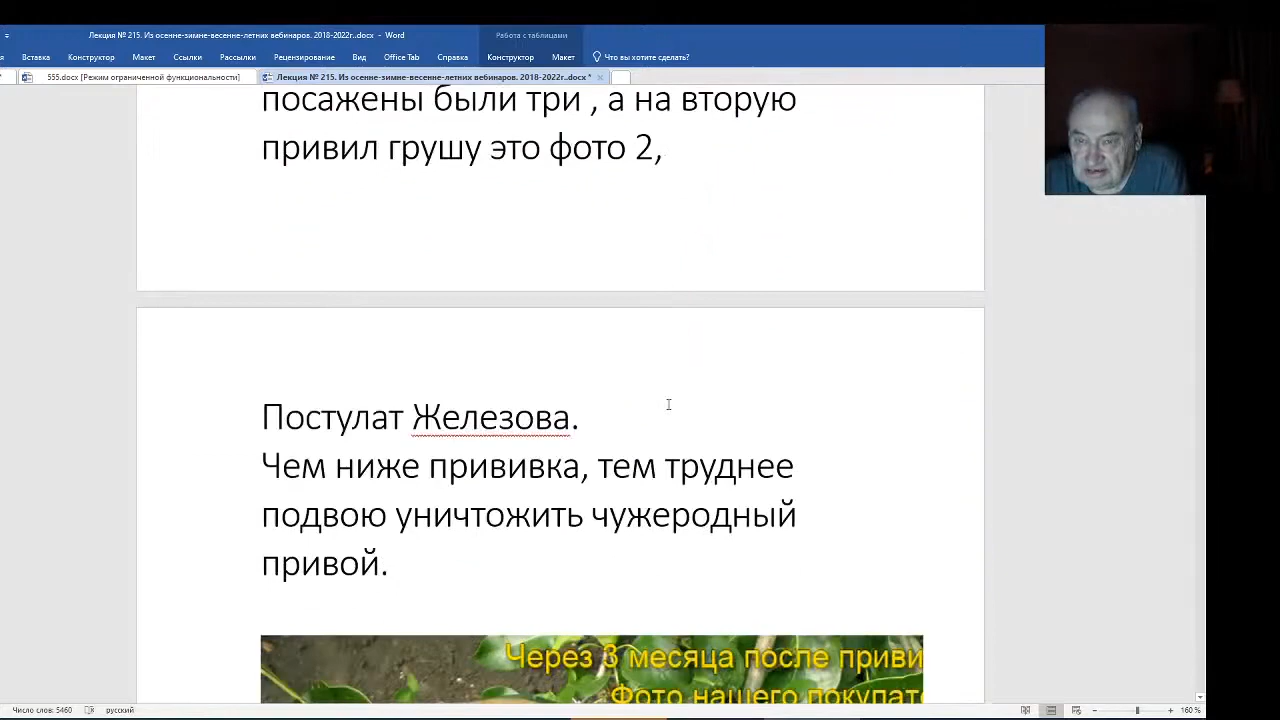 Лекция № 215. Из осенне-зимне-весенне-летних вебинаров. 2018-2022г..docx - Word
Работа с таблицами
Вставка Конструктор Макет Ссылки Рассылки Рецензирование Вид Office Tab Справка Конструктор Макет Что вы хотите сделать?
555.docx [Режим ограниченной функциональности] Лекция № 215. Из осенне-зимне-весенне-летних вебинаров. 2018-2022г..docx *
посажены были три , а на вторую
привил грушу это фото 2,
Постулат Железова.
Чем ниже прививка, тем труднее
подвою уничтожить чужеродный
привой.
Через 3 месяца после приви
Фото нашего покупат
Число слов: 5460 русский 160 %